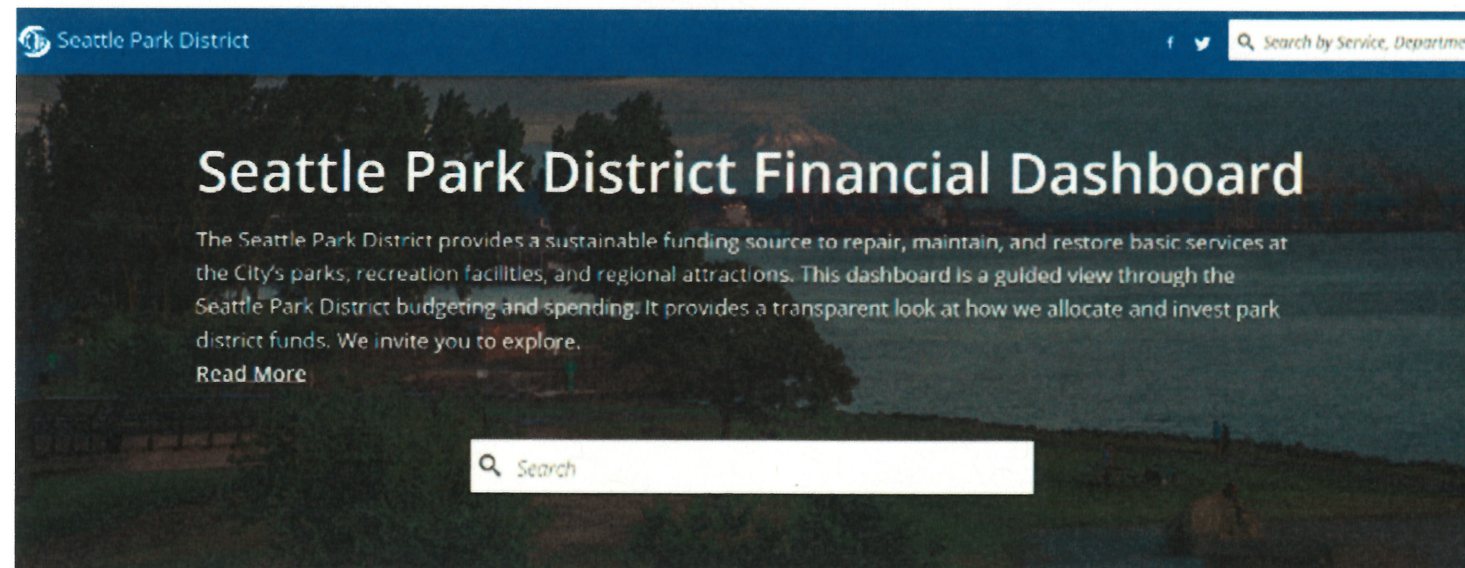 Seattle Park District
Search by Service, Departme
Seattle Park District Financial Dashboard
The Seattle Park District provides a sustainable funding source to repair, maintain, and restore basic services at
the City's parks, recreation facilities, and regional attractions. This dashboard is a guided view through the
Seattle Park District budgeting and spending. It provides a transparent look at how we allocate and invest park
district funds. We invite you to explore.
Read More
Search